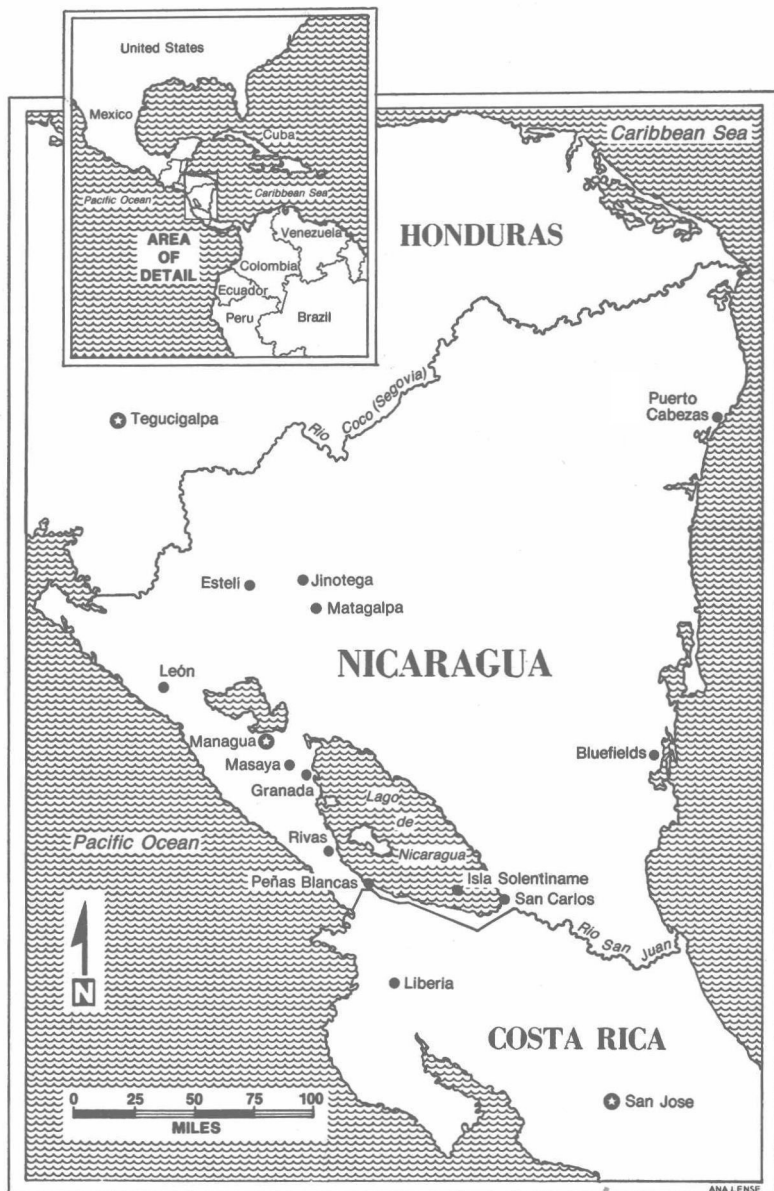 United States
Mexico
Cuba
Pacific Ocean
Caribbean Sea
AREA
OF
DETAIL
Venezuela
Colombia
Ecuador
Peru
Brazil
Caribbean Sea
HONDURAS
Tegucigalpa
Rio Coco (Segovia)
Puerto
Cabezas
Esteli
Jinotega
Matagalpa
NICARAGUA
León
Managua
Masaya
Granada
Bluefields
Lago
de
Nicaragua
Pacific Ocean
Rivas
Peñas Blancas
Isla Solentiname
San Carlos
Rio San Juan
N
Liberia
COSTA RICA
San Jose
0 25 50 75 100
MILES
ANA LENSE